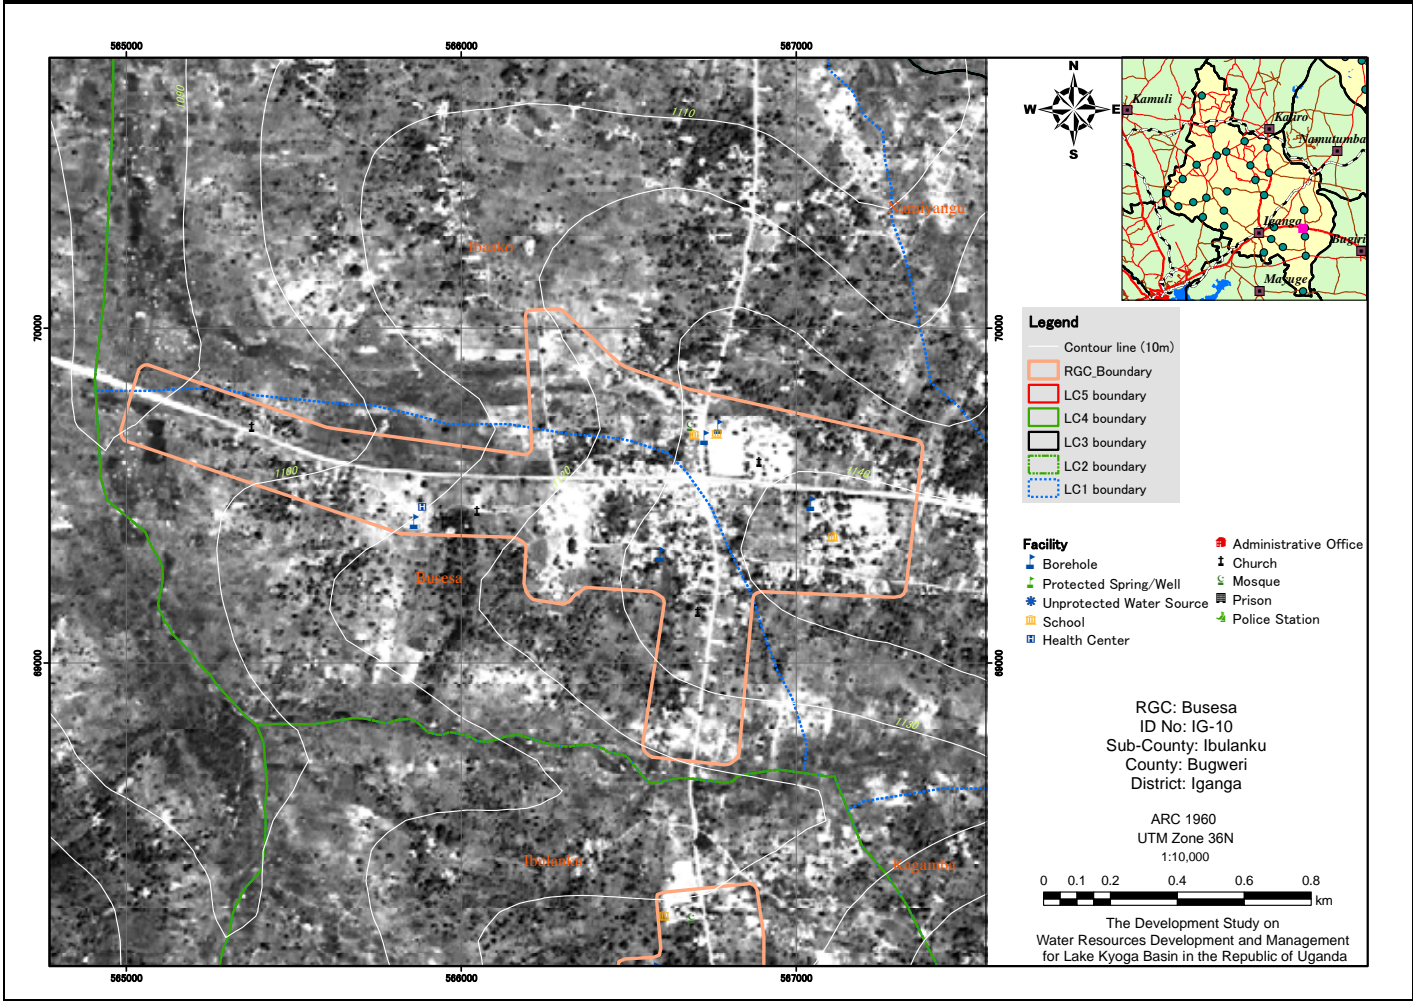 565000
566000
567000
70000
69000
70000
69000
565000
566000
567000
1090
1110
1100
1140
1130
Busesa
Ibulanku
N
W
E
S
Kamuli
Kaliro
Namutumba
Iganga
Bugiri
Mayuge
Legend
Contour line (10m)
RGC_Boundary
LC5 boundary
LC4 boundary
LC3 boundary
LC2 boundary
LC1 boundary
Facility
Borehole
Protected Spring/Well
Unprotected Water Source
School
Health Center
Administrative Office
Church
Mosque
Prison
Police Station
RGC: Busesa
ID No: IG-10
Sub-County: Ibulanku
County: Bugweri
District: Iganga
ARC 1960
UTM Zone 36N
1:10,000
0 0.1 0.2 0.4 0.6 0.8
km
The Development Study on
Water Resources Development and Management
for Lake Kyoga Basin in the Republic of Uganda